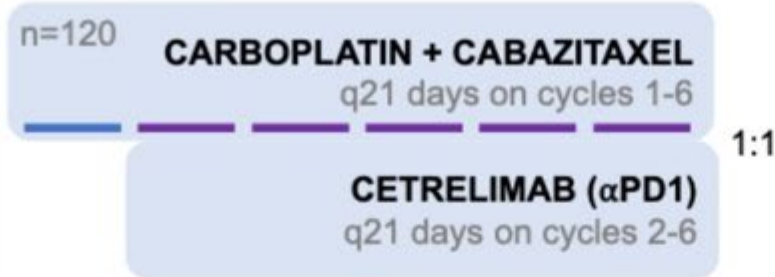 n=120
CARBOPLATIN + CABAZITAXEL
q21 days on cycles 1-6
1:1
CETRELIMAB (αPD1)
q21 days on cycles 2-6